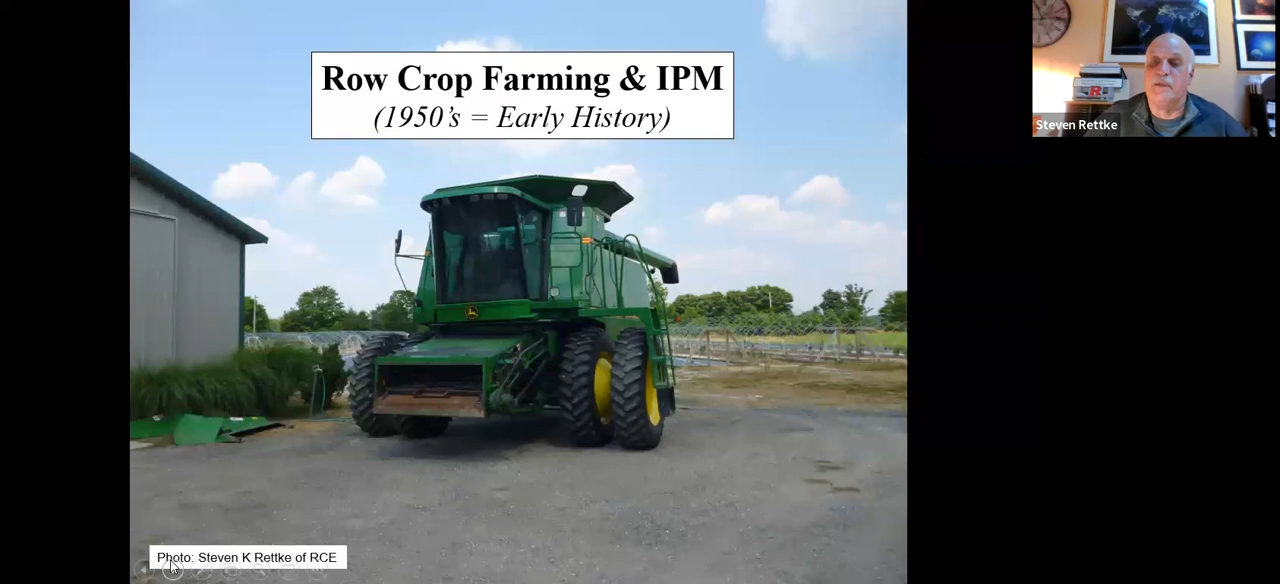 Row Crop Farming & IPM
(1950's = Early History)
Steven Rettke
Photo: Steven K Rettke of RCE
R